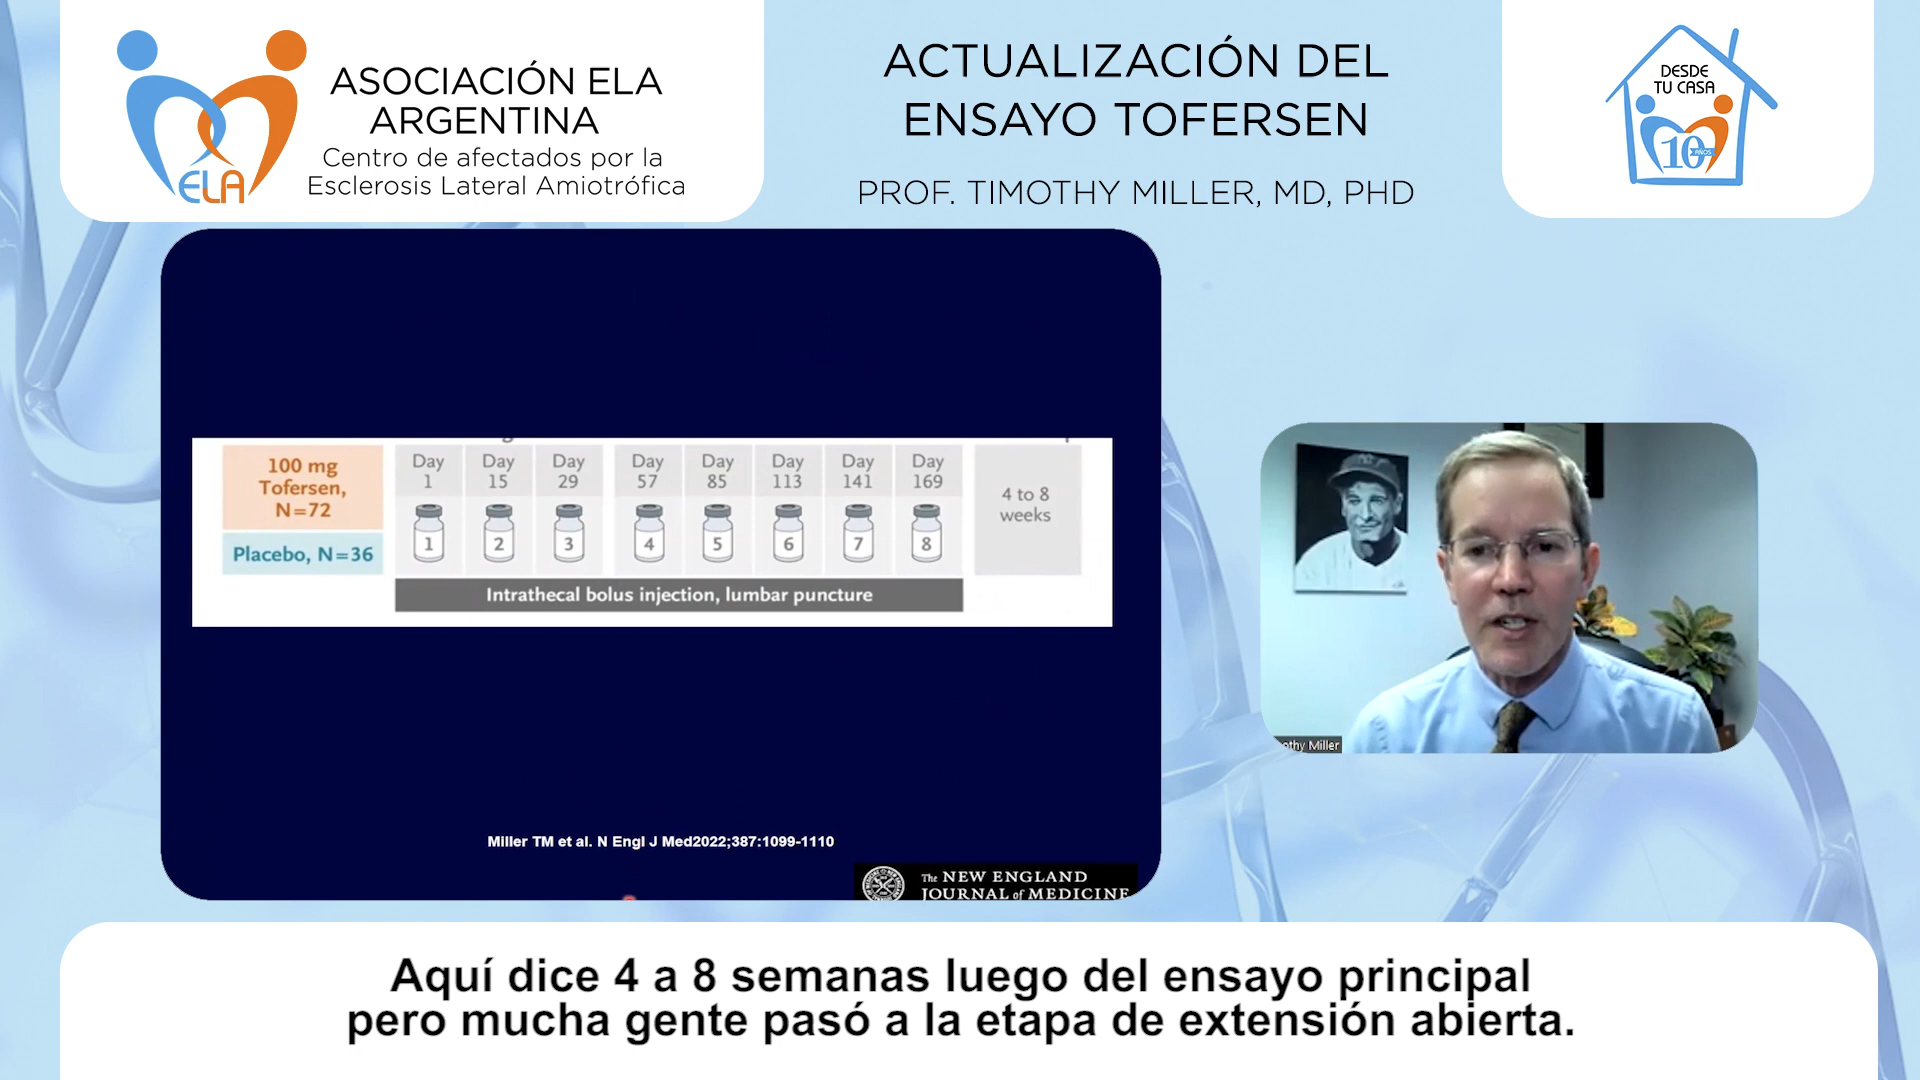 ASOCIACIÓN ELA
ARGENTINA
Centro de afectados por la
Esclerosis Lateral Amiotrófica
ELA
ACTUALIZACIÓN DEL
ENSAYO TOFERSEN
PROF. TIMOTHY MILLER, MD, PHD
DESDE
TU CASA
10
AÑOS
100 mg
Tofersen,
N=72
Placebo, N=36
Day 1
Day 15
Day 29
Day 57
Day 85
Day 113
Day 141
Day 169
1 2 3 4 5 6 7 8
4 to 8
weeks
Intrathecal bolus injection, lumbar puncture
Miller TM et al. N Engl J Med2022;387:1099-1110
The NEW ENGLAND
JOURNAL of MEDICINE
othy Miller
Aquí dice 4 a 8 semanas luego del ensayo principal
pero mucha gente pasó a la etapa de extensión abierta.